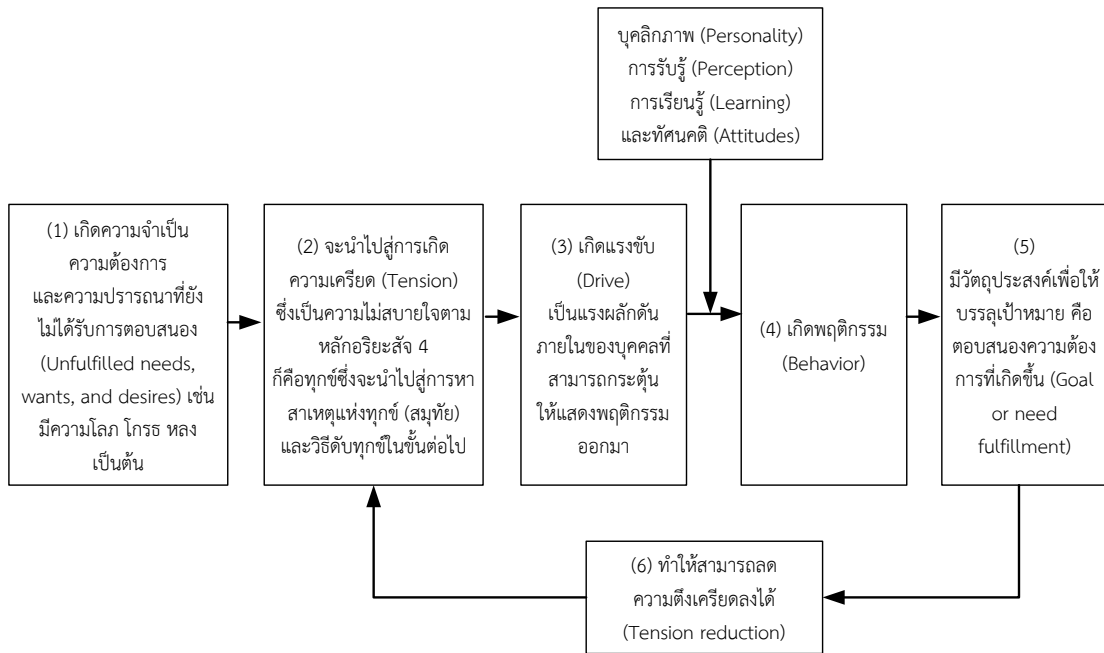 บุคลิกภาพ (Personality)
การรับรู้ (Perception)
การเรียนรู้ (Learning)
และทัศนคติ (Attitudes)
(1) เกิดความจำเป็น
ความต้องการ
และความปรารถนาที่ยัง
ไม่ได้รับการตอบสนอง
(Unfulfilled needs,
wants, and desires) เช่น
มีความโลภ โกรธ หลง
เป็นต้น
(2) จะนำไปสู่การเกิด
ความเครียด (Tension)
ซึ่งเป็นความไม่สบายใจตาม
หลักอริยะสัจ 4
ก็คือทุกข์ซึ่งจะนำไปสู่การหา
สาเหตุแห่งทุกข์ (สมุทัย)
และวิธีดับทุกข์ในขั้นต่อไป
(3) เกิดแรงขับ
(Drive)
เป็นแรงผลักดัน
ภายในของบุคคลที่
สามารถกระตุ้น
ให้แสดงพฤติกรรม
ออกมา
(4) เกิดพฤติกรรม
(Behavior)
(5)
มีวัตถุประสงค์เพื่อให้
บรรลุเป้าหมาย คือ
ตอบสนองความต้อง
การที่เกิดขึ้น (Goal
or need
fulfillment)
(6) ทำให้สามารถลด
ความตึงเครียดลงได้
(Tension reduction)